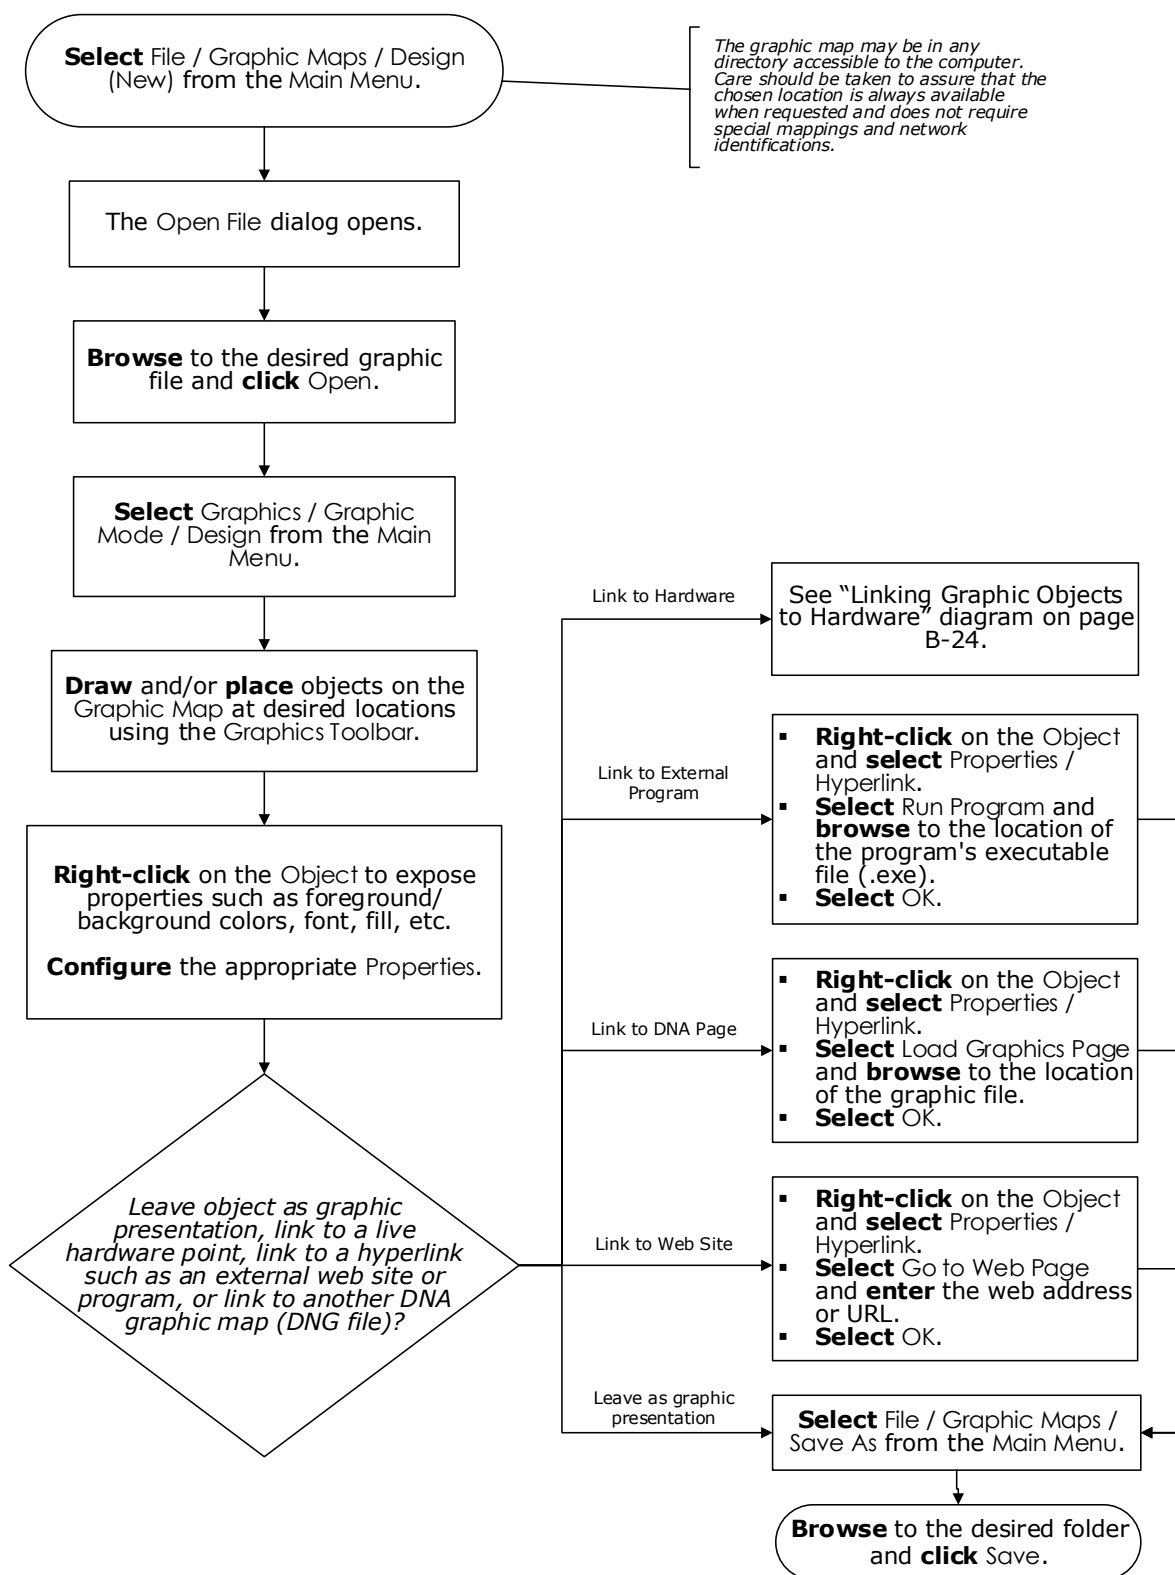 Select File / Graphic Maps / Design
(New) from the Main Menu.
The graphic map may be in any
directory accessible to the computer.
Care should be taken to assure that the
chosen location is always available
when requested and does not require
special mappings and network
identifications.
The Open File dialog opens.
Browse to the desired graphic
file and click Open.
Select Graphics / Graphic
Mode / Design from the Main
Menu.
Draw and/or place objects on the
Graphic Map at desired locations
using the Graphics Toolbar.
Right-click on the Object to expose
properties such as foreground/
background colors, font, fill, etc.
Configure the appropriate Properties.
Leave object as graphic
presentation, link to a live
hardware point, link to a hyperlink
such as an external web site or
program, or link to another DNA
graphic map (DNG file)?
Link to Hardware
See “Linking Graphic Objects
to Hardware” diagram on page
B-24.
Link to External
Program
▪ Right-click on the Object
and select Properties /
Hyperlink.
▪ Select Run Program and
browse to the location of
the program's executable
file (.exe).
▪ Select OK.
Link to DNA Page
▪ Right-click on the Object
and select Properties /
Hyperlink.
▪ Select Load Graphics Page
and browse to the location
of the graphic file.
▪ Select OK.
Link to Web Site
▪ Right-click on the Object
and select Properties /
Hyperlink.
▪ Select Go to Web Page
and enter the web address
or URL.
▪ Select OK.
Leave as graphic
presentation
Select File / Graphic Maps /
Save As from the Main Menu.
Browse to the desired folder
and click Save.